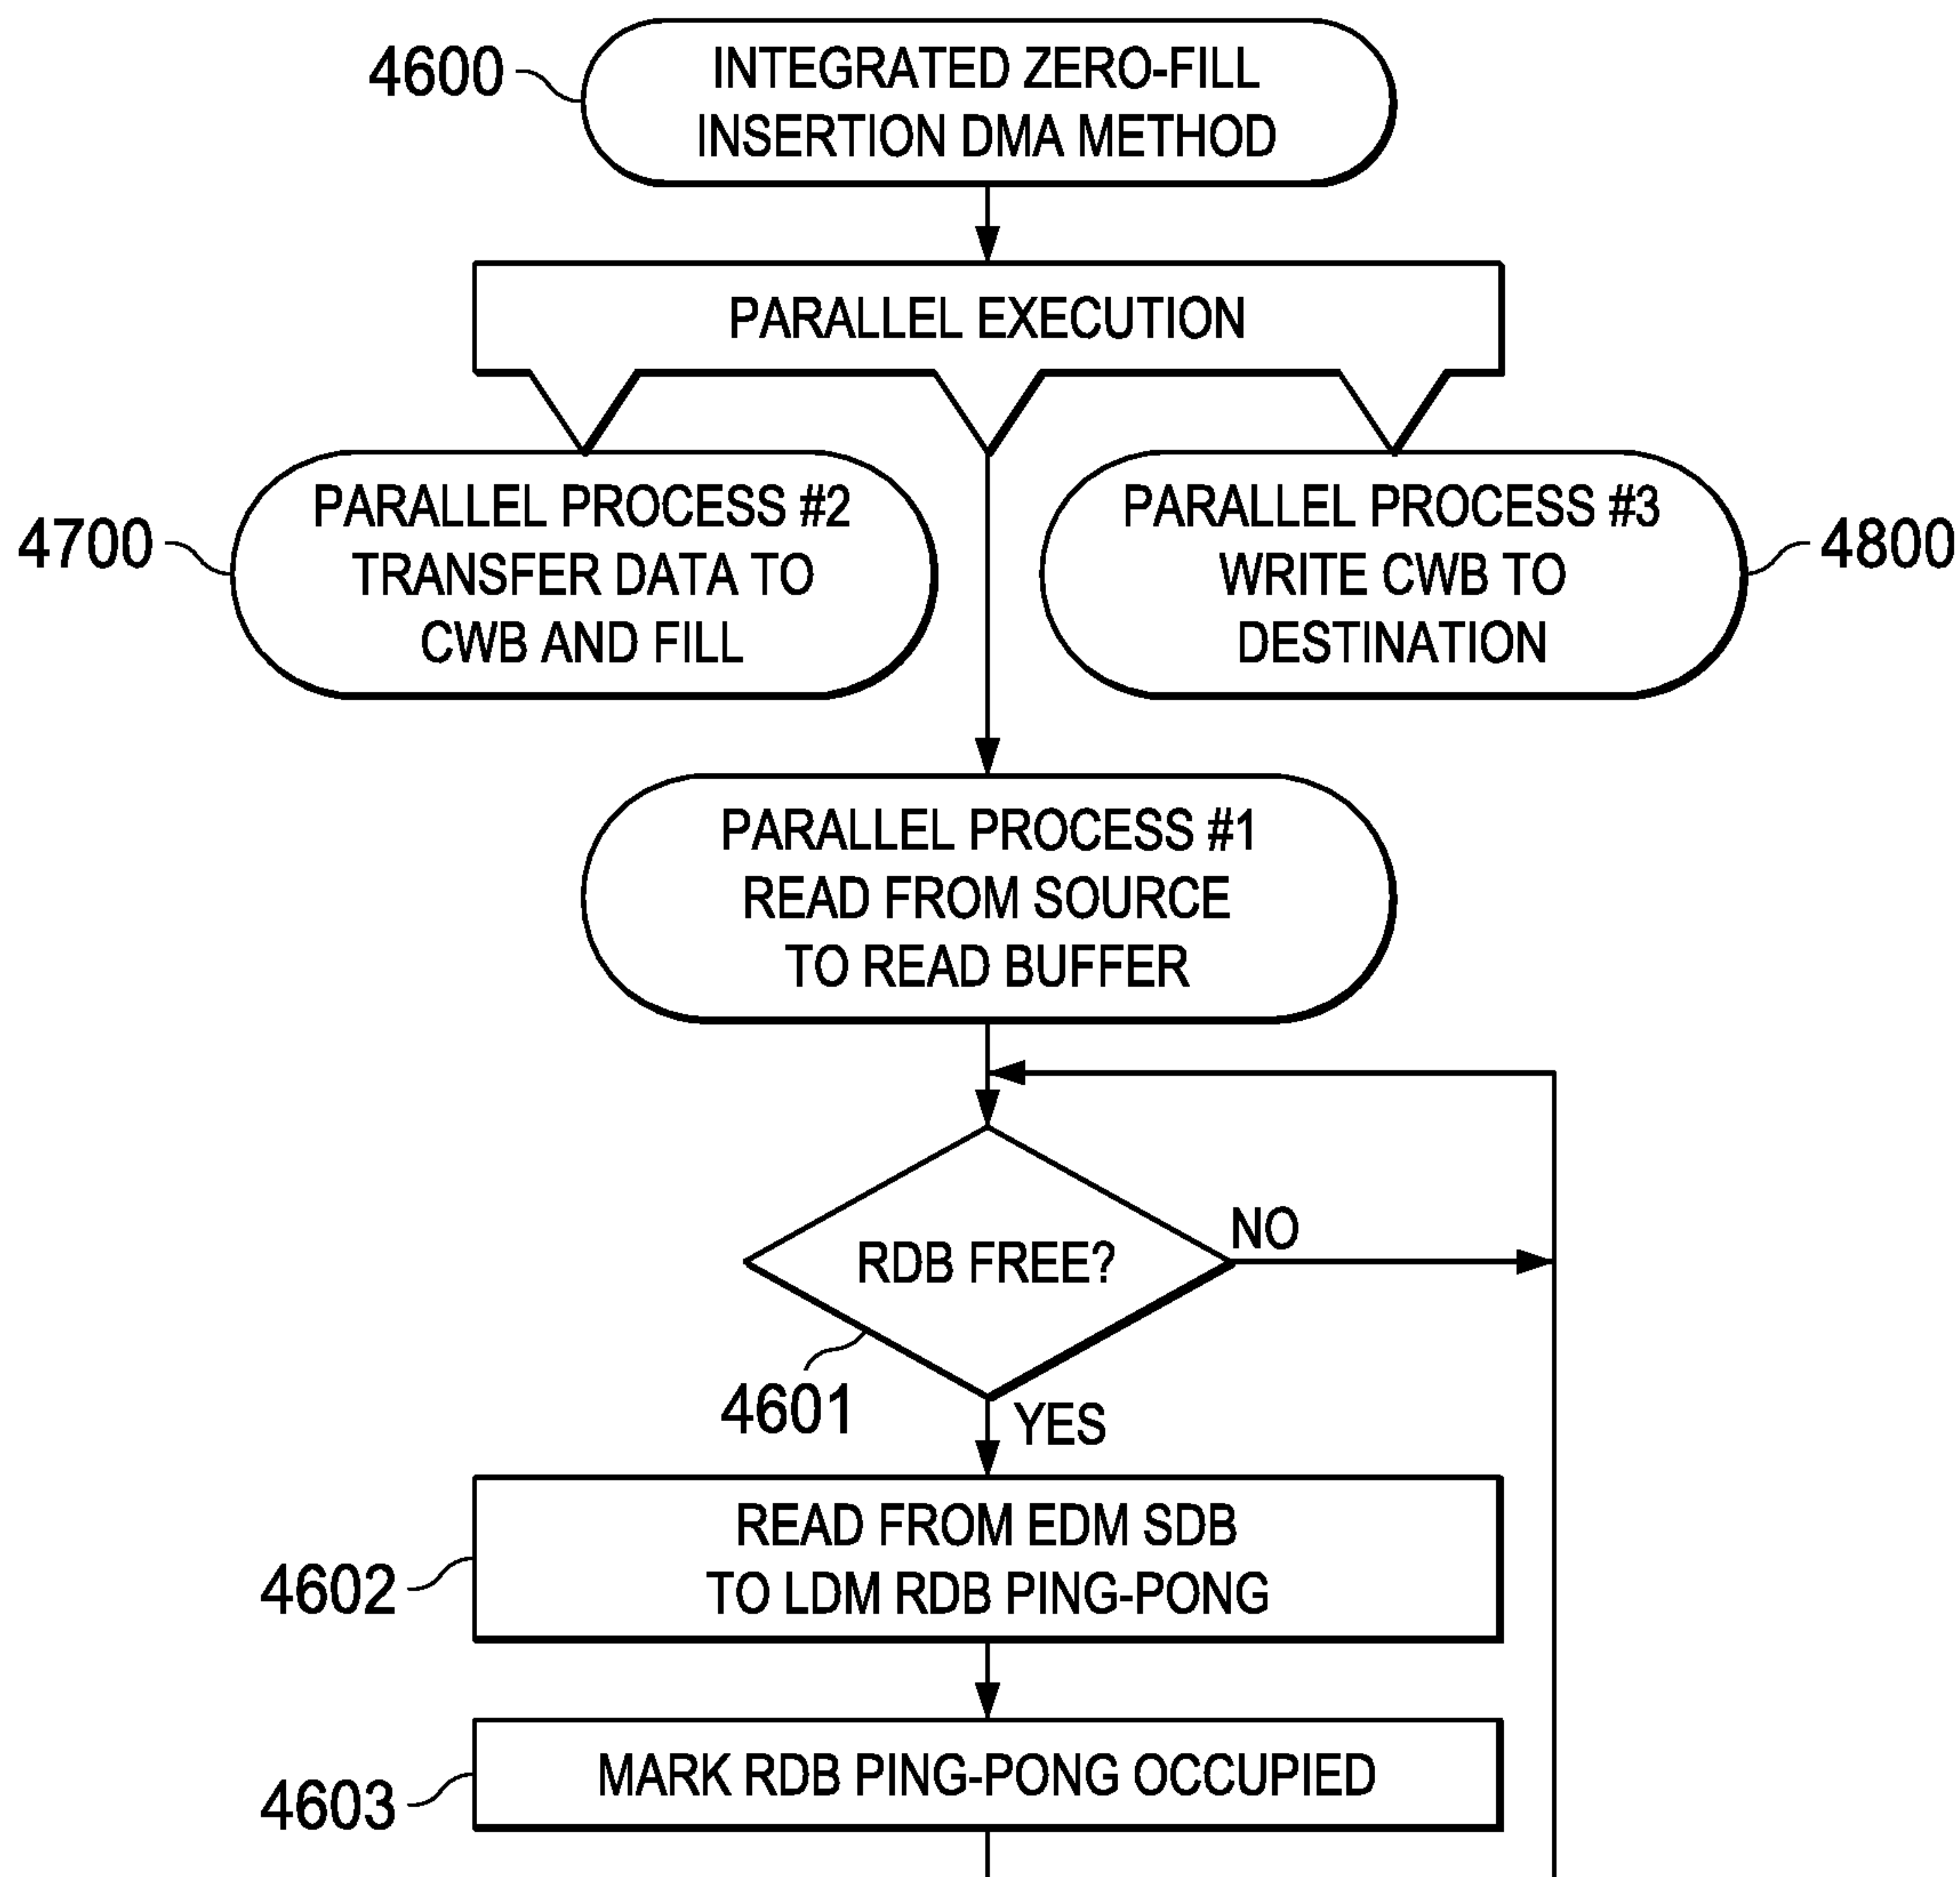 4600
INTEGRATED ZERO-FILL
INSERTION DMA METHOD
PARALLEL EXECUTION
4700
PARALLEL PROCESS #2
TRANSFER DATA TO
CWB AND FILL
PARALLEL PROCESS #3
WRITE CWB TO
DESTINATION
4800
PARALLEL PROCESS #1
READ FROM SOURCE
TO READ BUFFER
RDB FREE?
NO
4601
YES
READ FROM EDM SDB
TO LDM RDB PING-PONG
4602
MARK RDB PING-PONG OCCUPIED
4603